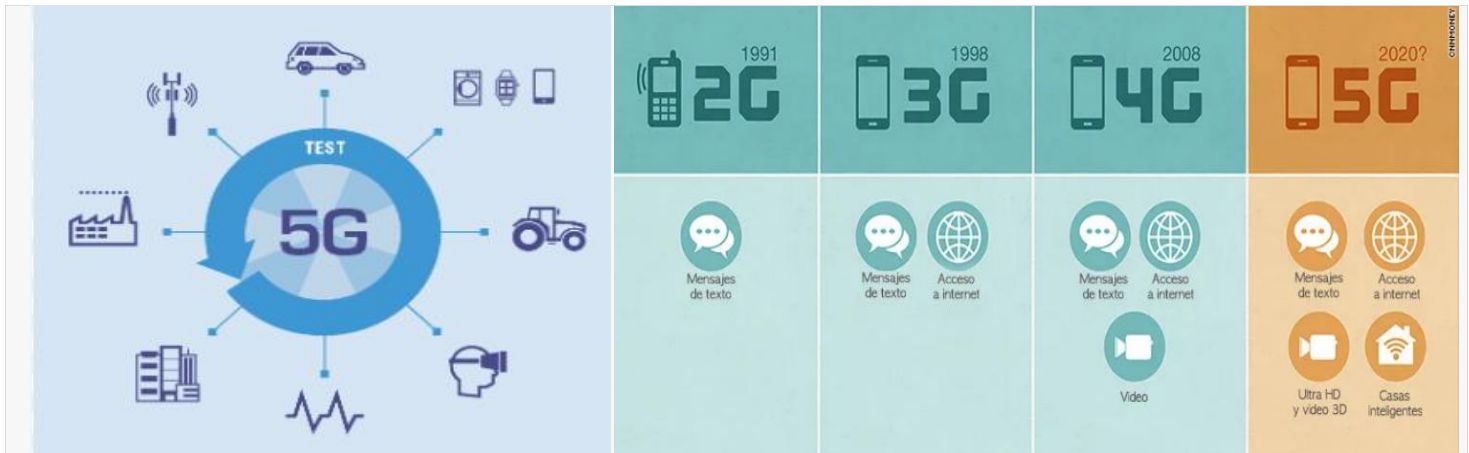 TEST
5G
1991
2G
1998
3G
2008
4G
2020?
5G
CNNMONEY
Mensajes
de texto
Mensajes
de texto
Acceso
a internet
Mensajes
de texto
Acceso
a internet
Video
Mensajes
de texto
Acceso
a internet
Ultra HD
y video 3D
Casas
inteligentes